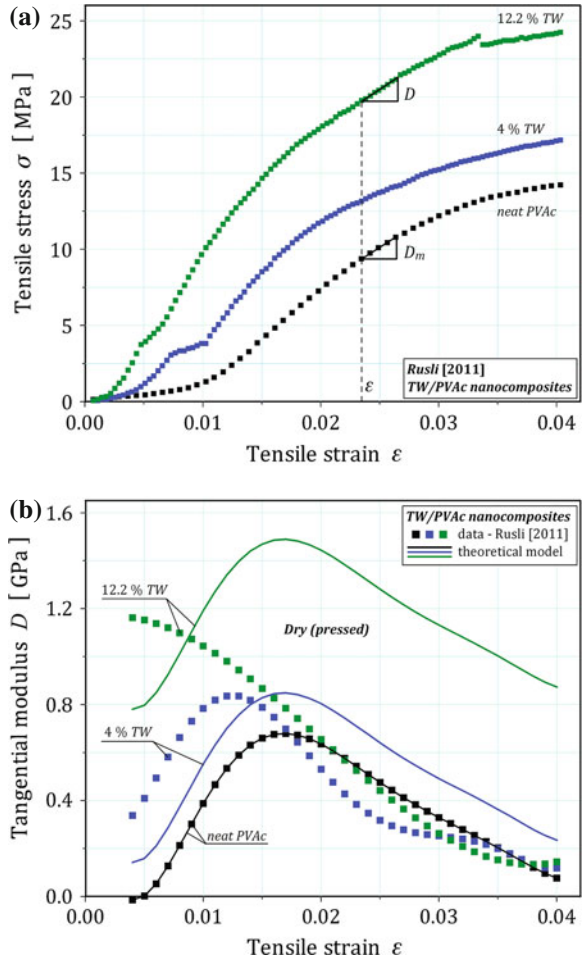 (a)
25
20
15
10
5
0
Tensile stress σ [ MPa]
12.2 % TW
D
4 % TW
neat PVAc
Dm
ε
Rusli [2011]
TW/PVAc nanocomposites
0.00 0.01 0.02 0.03 0.04
Tensile strain ε
(b)
1.6
1.2
0.8
0.4
0.0
Tangential modulus D [ GPa]
TW/PVAc nanocomposites
data - Rusli [2011]
theoretical model
12.2 % TW
Dry (pressed)
4 % TW
neat PVAc
0.00 0.01 0.02 0.03 0.04
Tensile strain ε